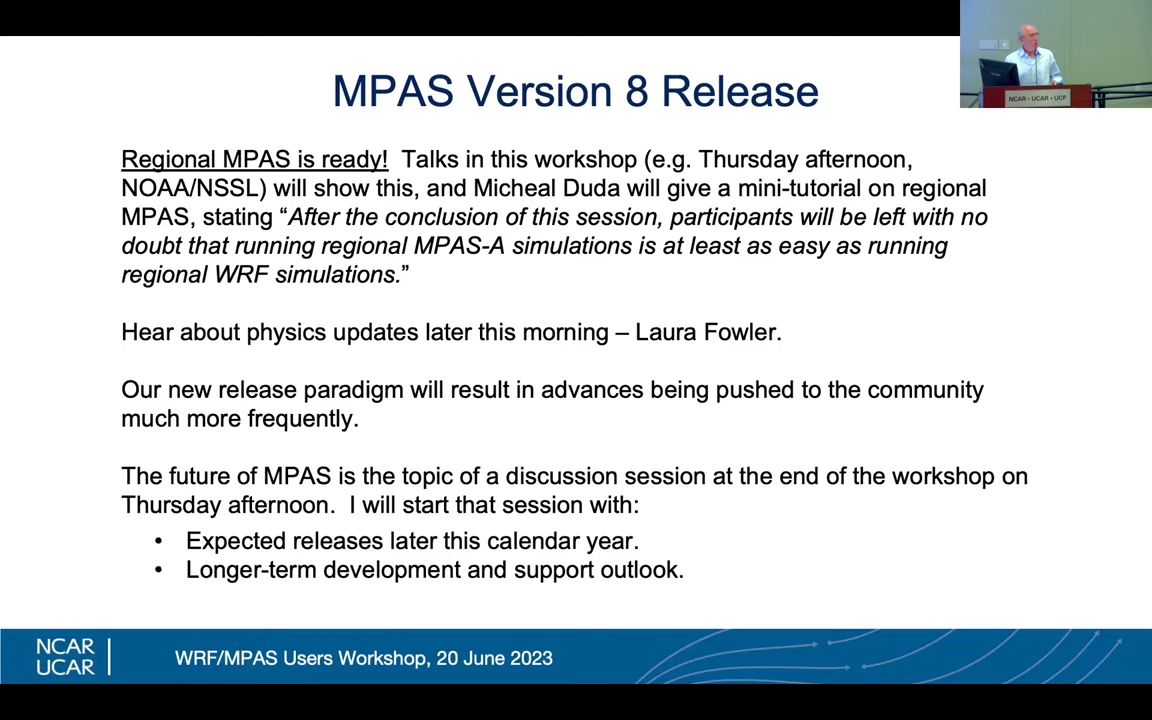 MPAS Version 8 Release
NCAR • UCAR • UCP
Regional MPAS is ready!  Talks in this workshop (e.g. Thursday afternoon,
NOAA/NSSL) will show this, and Micheal Duda will give a mini-tutorial on regional
MPAS, stating “After the conclusion of this session, participants will be left with no
doubt that running regional MPAS-A simulations is at least as easy as running
regional WRF simulations.”
Hear about physics updates later this morning – Laura Fowler.
Our new release paradigm will result in advances being pushed to the community
much more frequently.
The future of MPAS is the topic of a discussion session at the end of the workshop on
Thursday afternoon.  I will start that session with:
• Expected releases later this calendar year.
• Longer-term development and support outlook.
NCAR
UCAR
WRF/MPAS Users Workshop, 20 June 2023